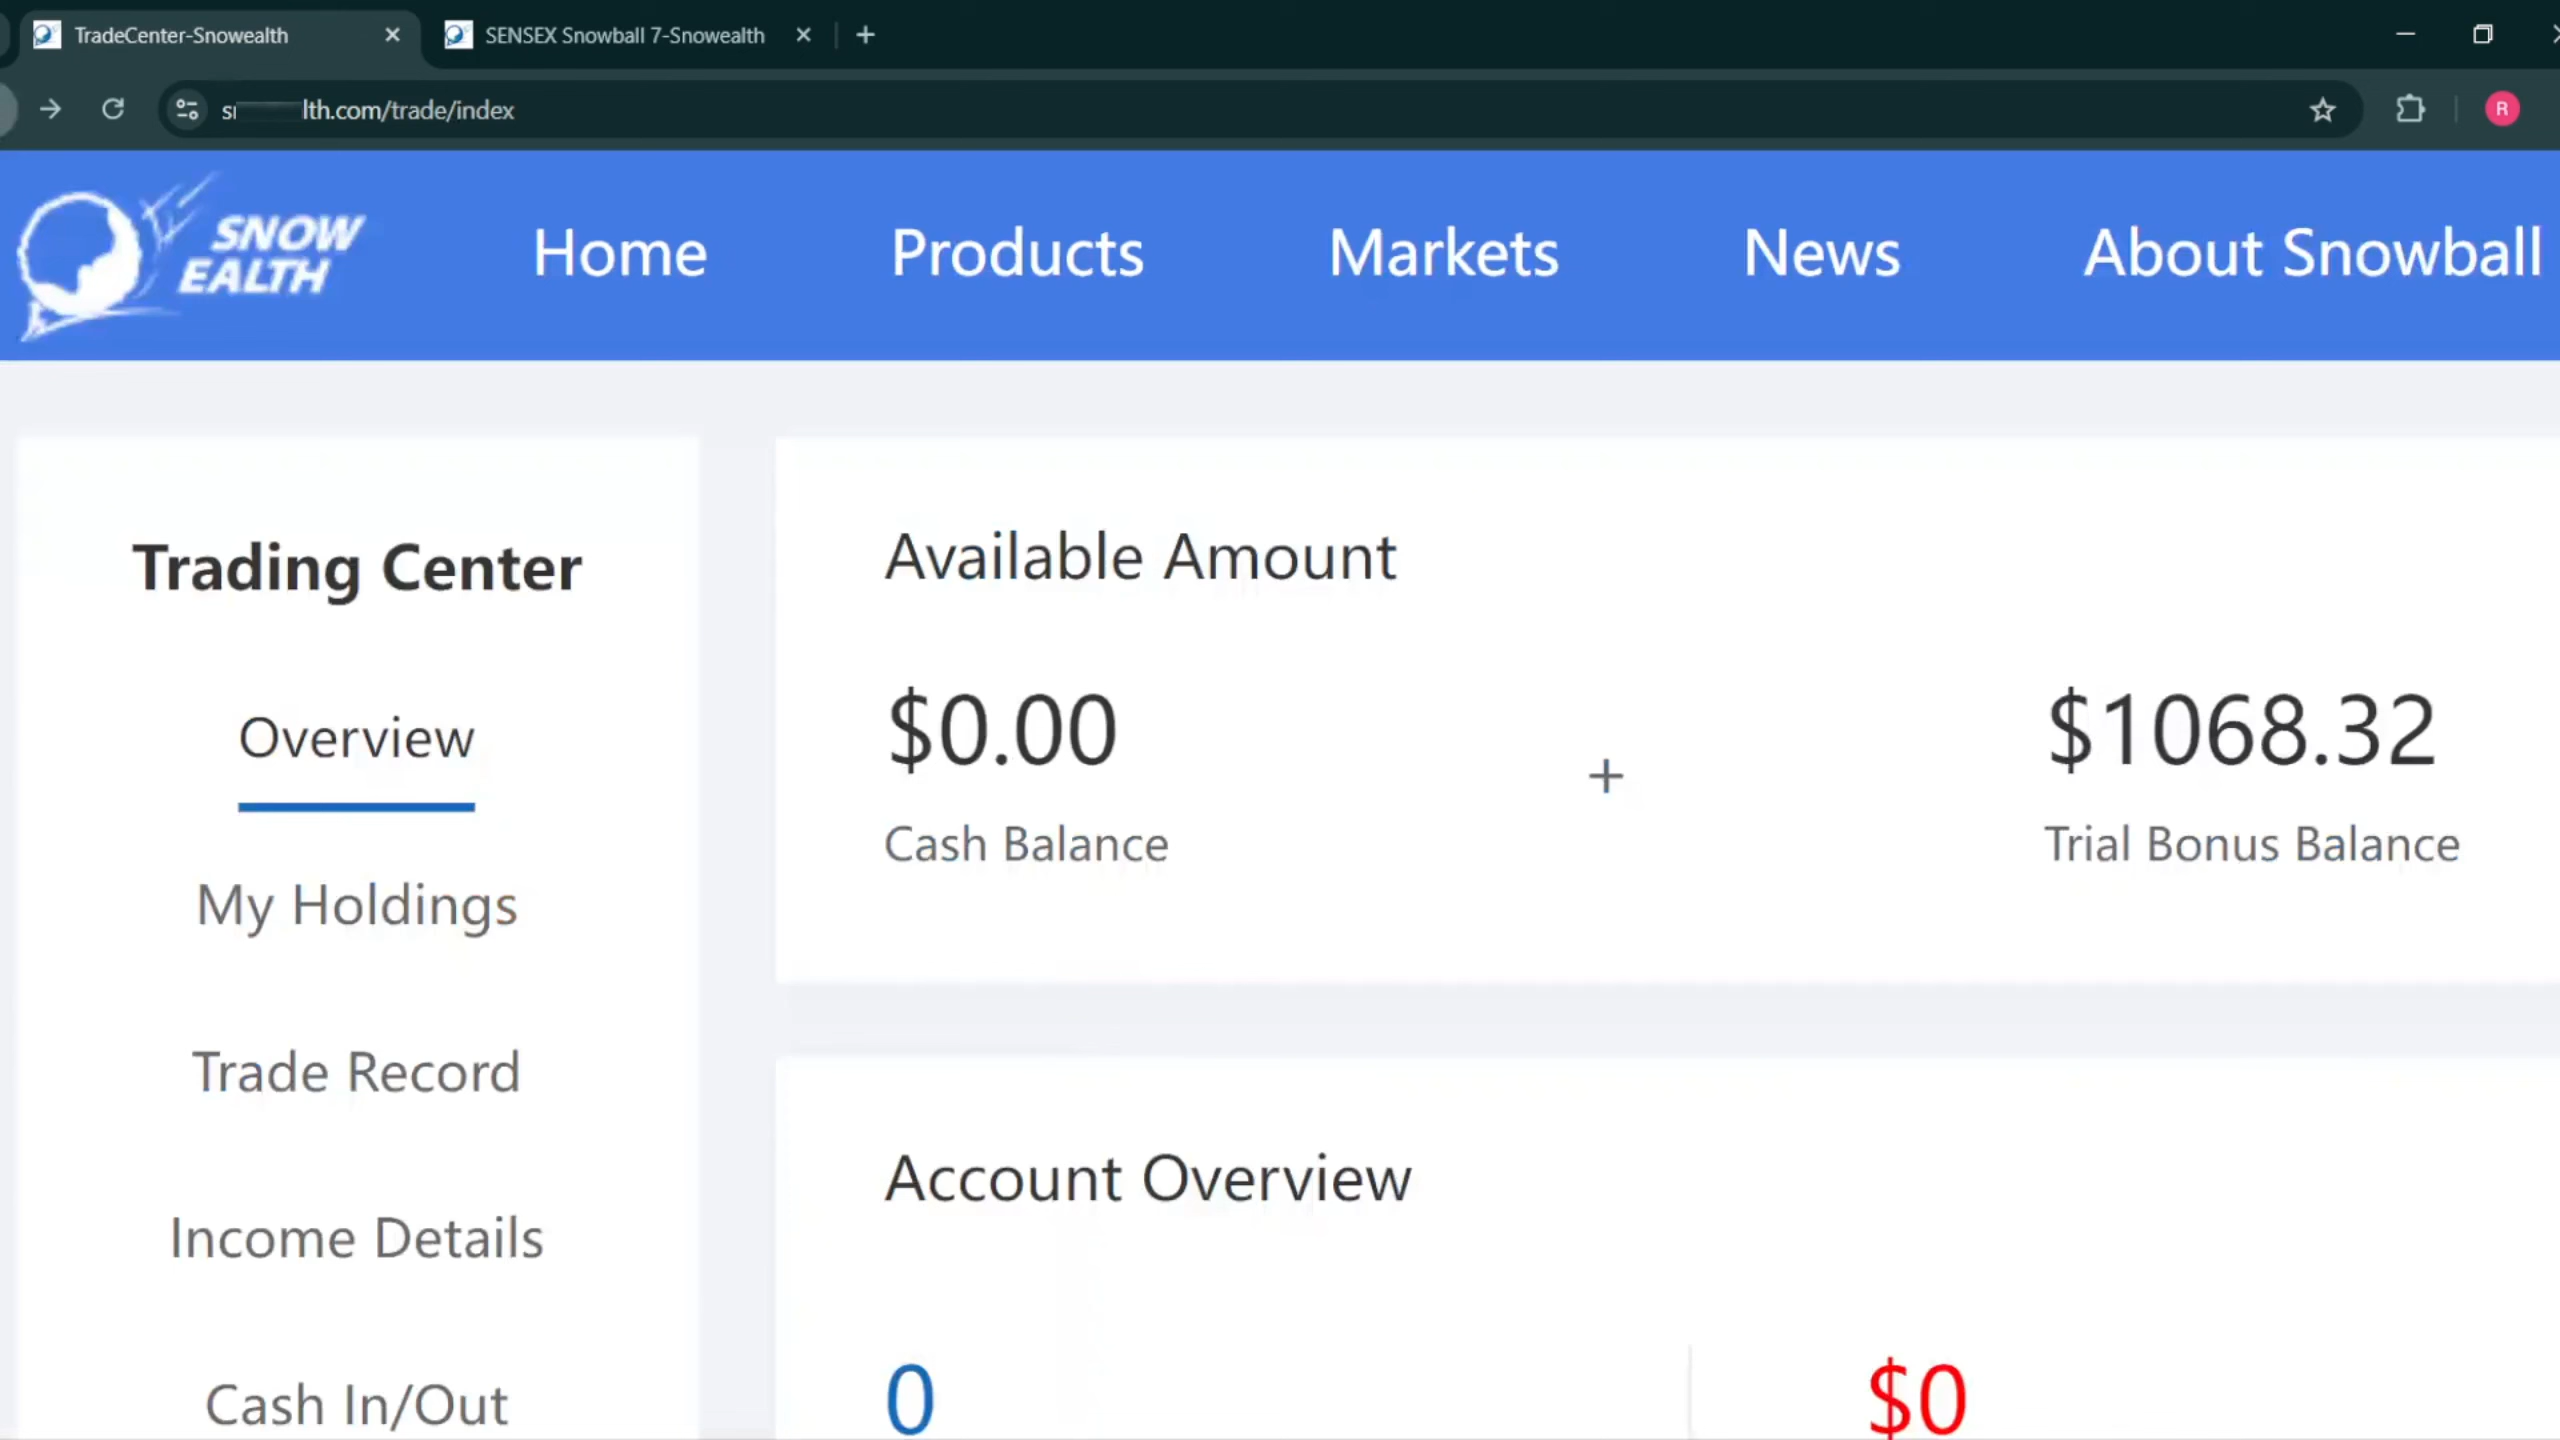 TradeCenter-Snowealth
SENSEX Snowball 7-Snowealth
lth.com/trade/index
R
SNOW
EALTH
Home
Products
Markets
News
About Snowball
Trading Center
Overview
My Holdings
Trade Record
Income Details
Cash In/Out
Available Amount
$0.00
Cash Balance
+
$1068.32
Trial Bonus Balance
Account Overview
0
$0